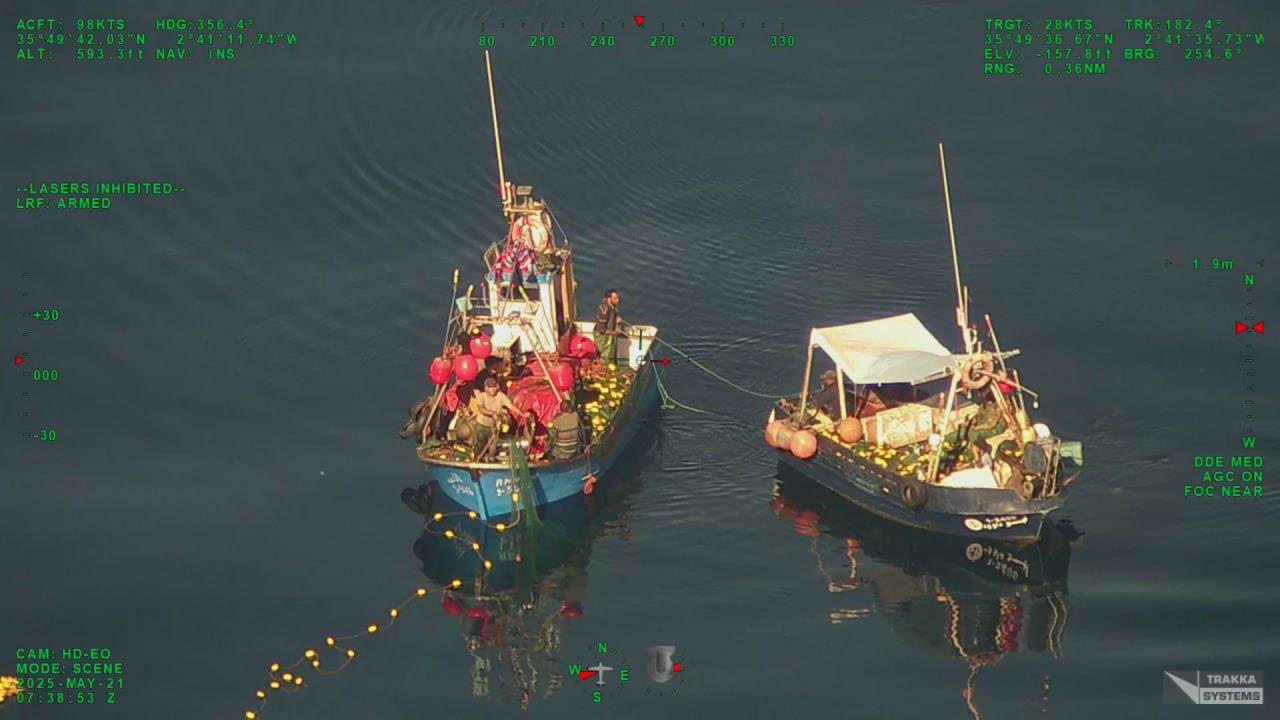 ACFT: 98KTS HDG:356.4°
35°49'42.03"N 2°41'11.74"W
ALT: 593.3ft NAV: INS
80 210 240 270 300 330
TRGT: 28KTS TRK:182.4°
35°49'36.67"N 2°41'35.73"W
ELV: -157.8ft BRG: 254.6°
RNG: 0.36NM
--LASERS INHIBITED--
LRF: ARMED
1.9m
N
+30
000
-30
W
DDE MED
AGC ON
FOC NEAR
CAM: HD-EO
MODE: SCENE
2025-MAY-21
07:38:53 Z
N
W E
S
TRAKKA
SYSTEMS